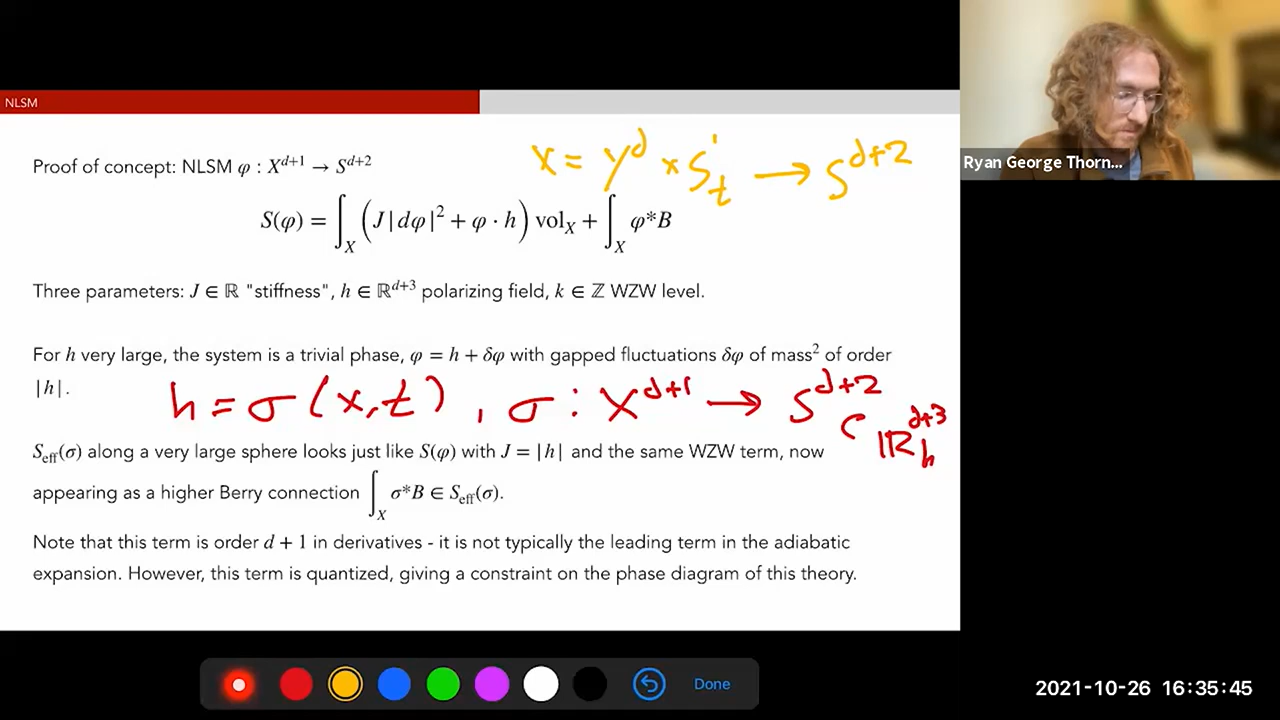 NLSM
Ryan George Thorn...
X = Y^d × S^1_t → S^{d+2}
Proof of concept: NLSM φ : X^{d+1} → S^{d+2}
S(φ) = ∫_X (J|dφ|^2 + φ · h) vol_X + ∫_X φ*B
Three parameters: J ∈ ℝ "stiffness", h ∈ ℝ^{d+3} polarizing field, k ∈ ℤ WZW level.
For h very large, the system is a trivial phase, φ = h + δφ with gapped fluctuations δφ of mass^2 of order
|h|.
h = σ(x,t), σ : X^{d+1} → S^{d+2}
⊂ ℝ^{d+3}_h
S_eff(σ) along a very large sphere looks just like S(φ) with J = |h| and the same WZW term, now
appearing as a higher Berry connection ∫_X σ*B ∈ S_eff(σ).
Note that this term is order d + 1 in derivatives - it is not typically the leading term in the adiabatic
expansion. However, this term is quantized, giving a constraint on the phase diagram of this theory.
Done
2021-10-26 16:35:45